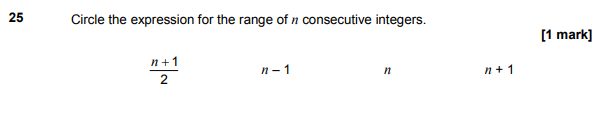 25 Circle the expression for the range of n consecutive integers.
[1 mark]
n + 1
2
n – 1
n
n + 1